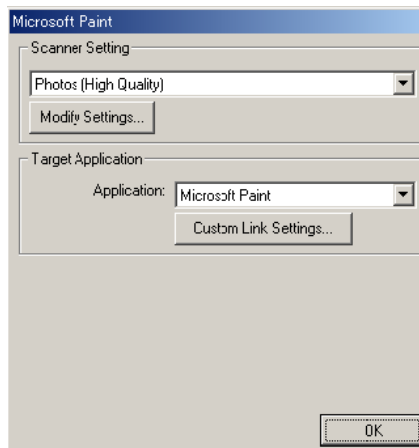 Microsoft Paint
Scanner Setting
Photos (High Quality)
Modify Settings...
Target Application
Application: Microsoft Paint
Custom Link Settings...
OK